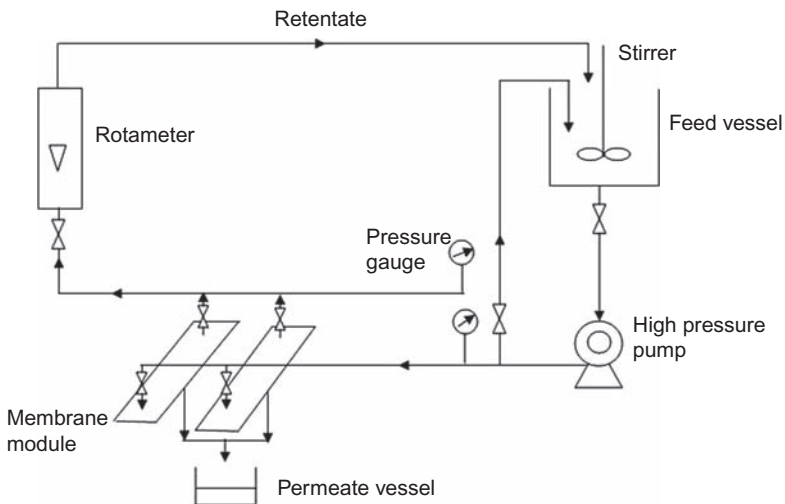 Retentate
Stirrer
Rotameter
Feed vessel
Pressure
gauge
High pressure
pump
Membrane
module
Permeate vessel